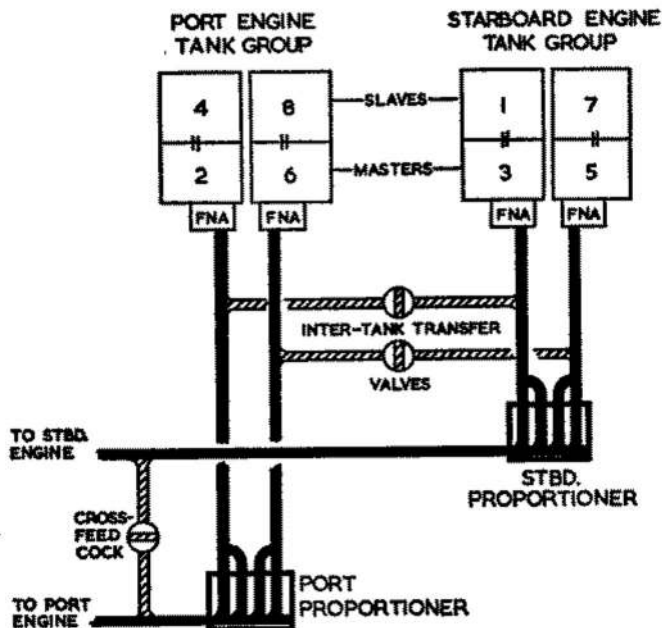 PORT ENGINE
TANK GROUP
STARBOARD ENGINE
TANK GROUP
4
8
SLAVES
1
7
2
6
MASTERS
3
5
FNA
FNA
FNA
FNA
INTER-TANK TRANSFER
VALVES
TO STBD.
ENGINE
STBD.
PROPORTIONER
CROSS-
FEED
COCK
PORT
PROPORTIONER
TO PORT
ENGINE